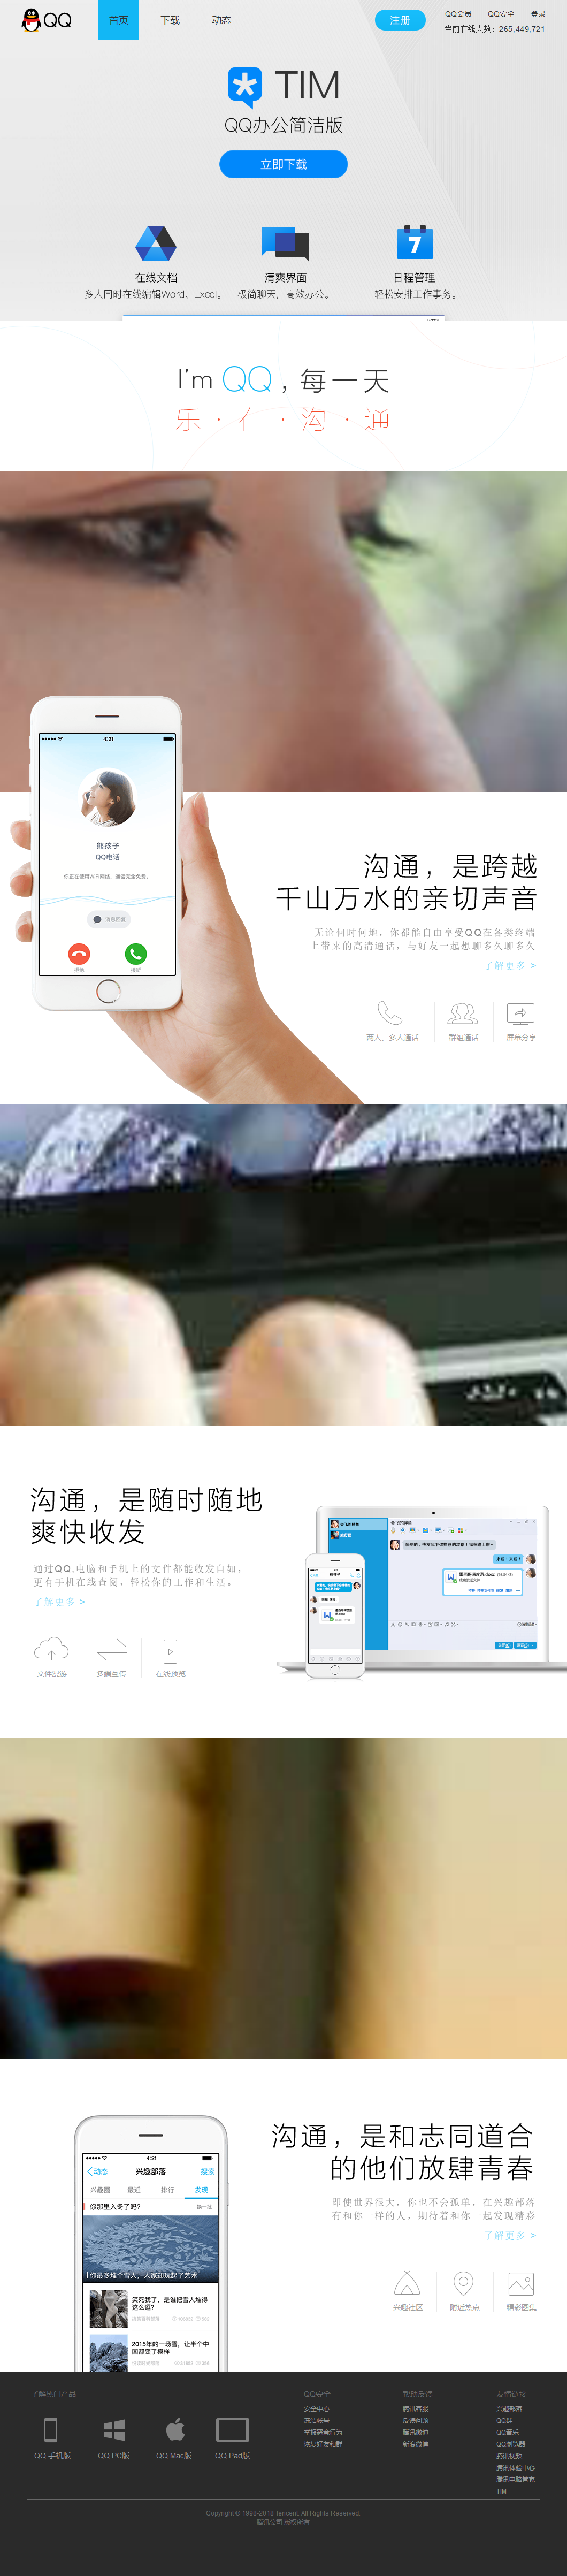 QQ
首页
下载
动态
注册
QQ会员
QQ安全
登录
当前在线人数：265,449,721
TIM
QQ办公简洁版
立即下载
7
在线文档
多人同时在线编辑Word、Excel。
清爽界面
极简聊天，高效办公。
日程管理
轻松安排工作事务。
I'm QQ，每一天
乐·在·沟·通
4:21
熊孩子
QQ电话
你正在使用WiFi网络，通话完全免费。
消息回复
拒绝
接听
沟通，是跨越
千山万水的亲切声音
无论何时何地，你都能自由享受QQ在各类终端
上带来的高清通话，与好友一起想聊多久聊多久
了解更多 >
两人、多人通话
群组通话
屏幕分享
沟通，是随时随地
爽快收发
通过QQ,电脑和手机上的文件都能收发自如，
更有手机在线查阅，轻松你的工作和生活。
了解更多 >
文件漫游
多端互传
在线预览
4:21
动态
兴趣部落
搜索
兴趣圈
最近
排行
发现
你那里入冬了吗?
换一批
你最多堆个雪人，人家却玩起了艺术
笑死我了，是谁把雪人堆得
这么逗?
2015年的一场雪，让半个中
国都变了模样
沟通，是和志同道合
的他们放肆青春
即使世界很大，你也不会孤单，在兴趣部落
有和你一样的人，期待着和你一起发现精彩
了解更多 >
兴趣社区
附近热点
精彩图集
了解热门产品
QQ 手机版
QQ PC版
QQ Mac版
QQ Pad版
QQ安全
安全中心
冻结帐号
举报恶意行为
恢复好友和群
帮助反馈
腾讯客服
反馈问题
腾讯微博
新浪微博
友情链接
兴趣部落
QQ群
QQ音乐
QQ浏览器
腾讯视频
腾讯体验中心
腾讯电脑管家
TIM
Copyright © 1998-2018 Tencent. All Rights Reserved.
腾讯公司 版权所有